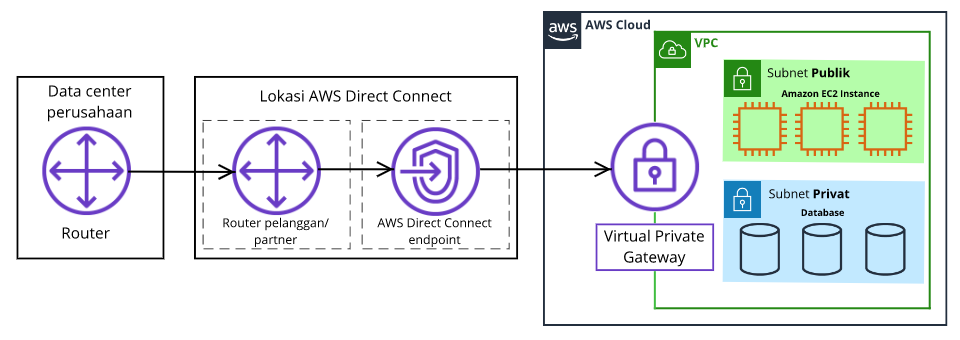 Data center
perusahaan
Router
Lokasi AWS Direct Connect
Router pelanggan/
partner
AWS Direct Connect
endpoint
aws
AWS Cloud
VPC
Virtual Private
Gateway
Subnet Publik
Amazon EC2 Instance
Subnet Privat
Database